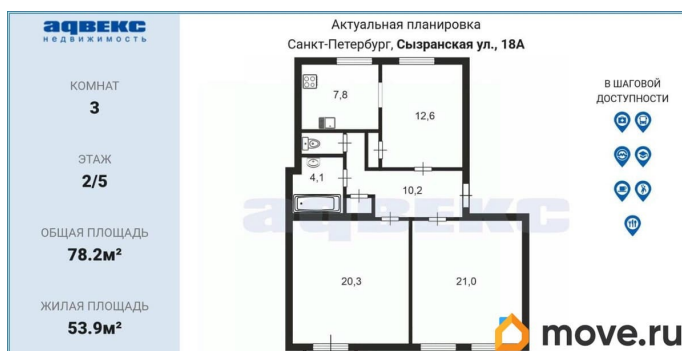 адвекс
недвижимость
КОМНАТ
3
ЭТАЖ
2/5
ОБЩАЯ ПЛОЩАДЬ
78.2м²
ЖИЛАЯ ПЛОЩАДЬ
53.9м²
Актуальная планировка
Санкт-Петербург, Сызранская ул., 18А
7,8
12,6
4,1
10,2
адвекс
20,3
21,0
В ШАГОВОЙ
ДОСТУПНОСТИ
move.ru